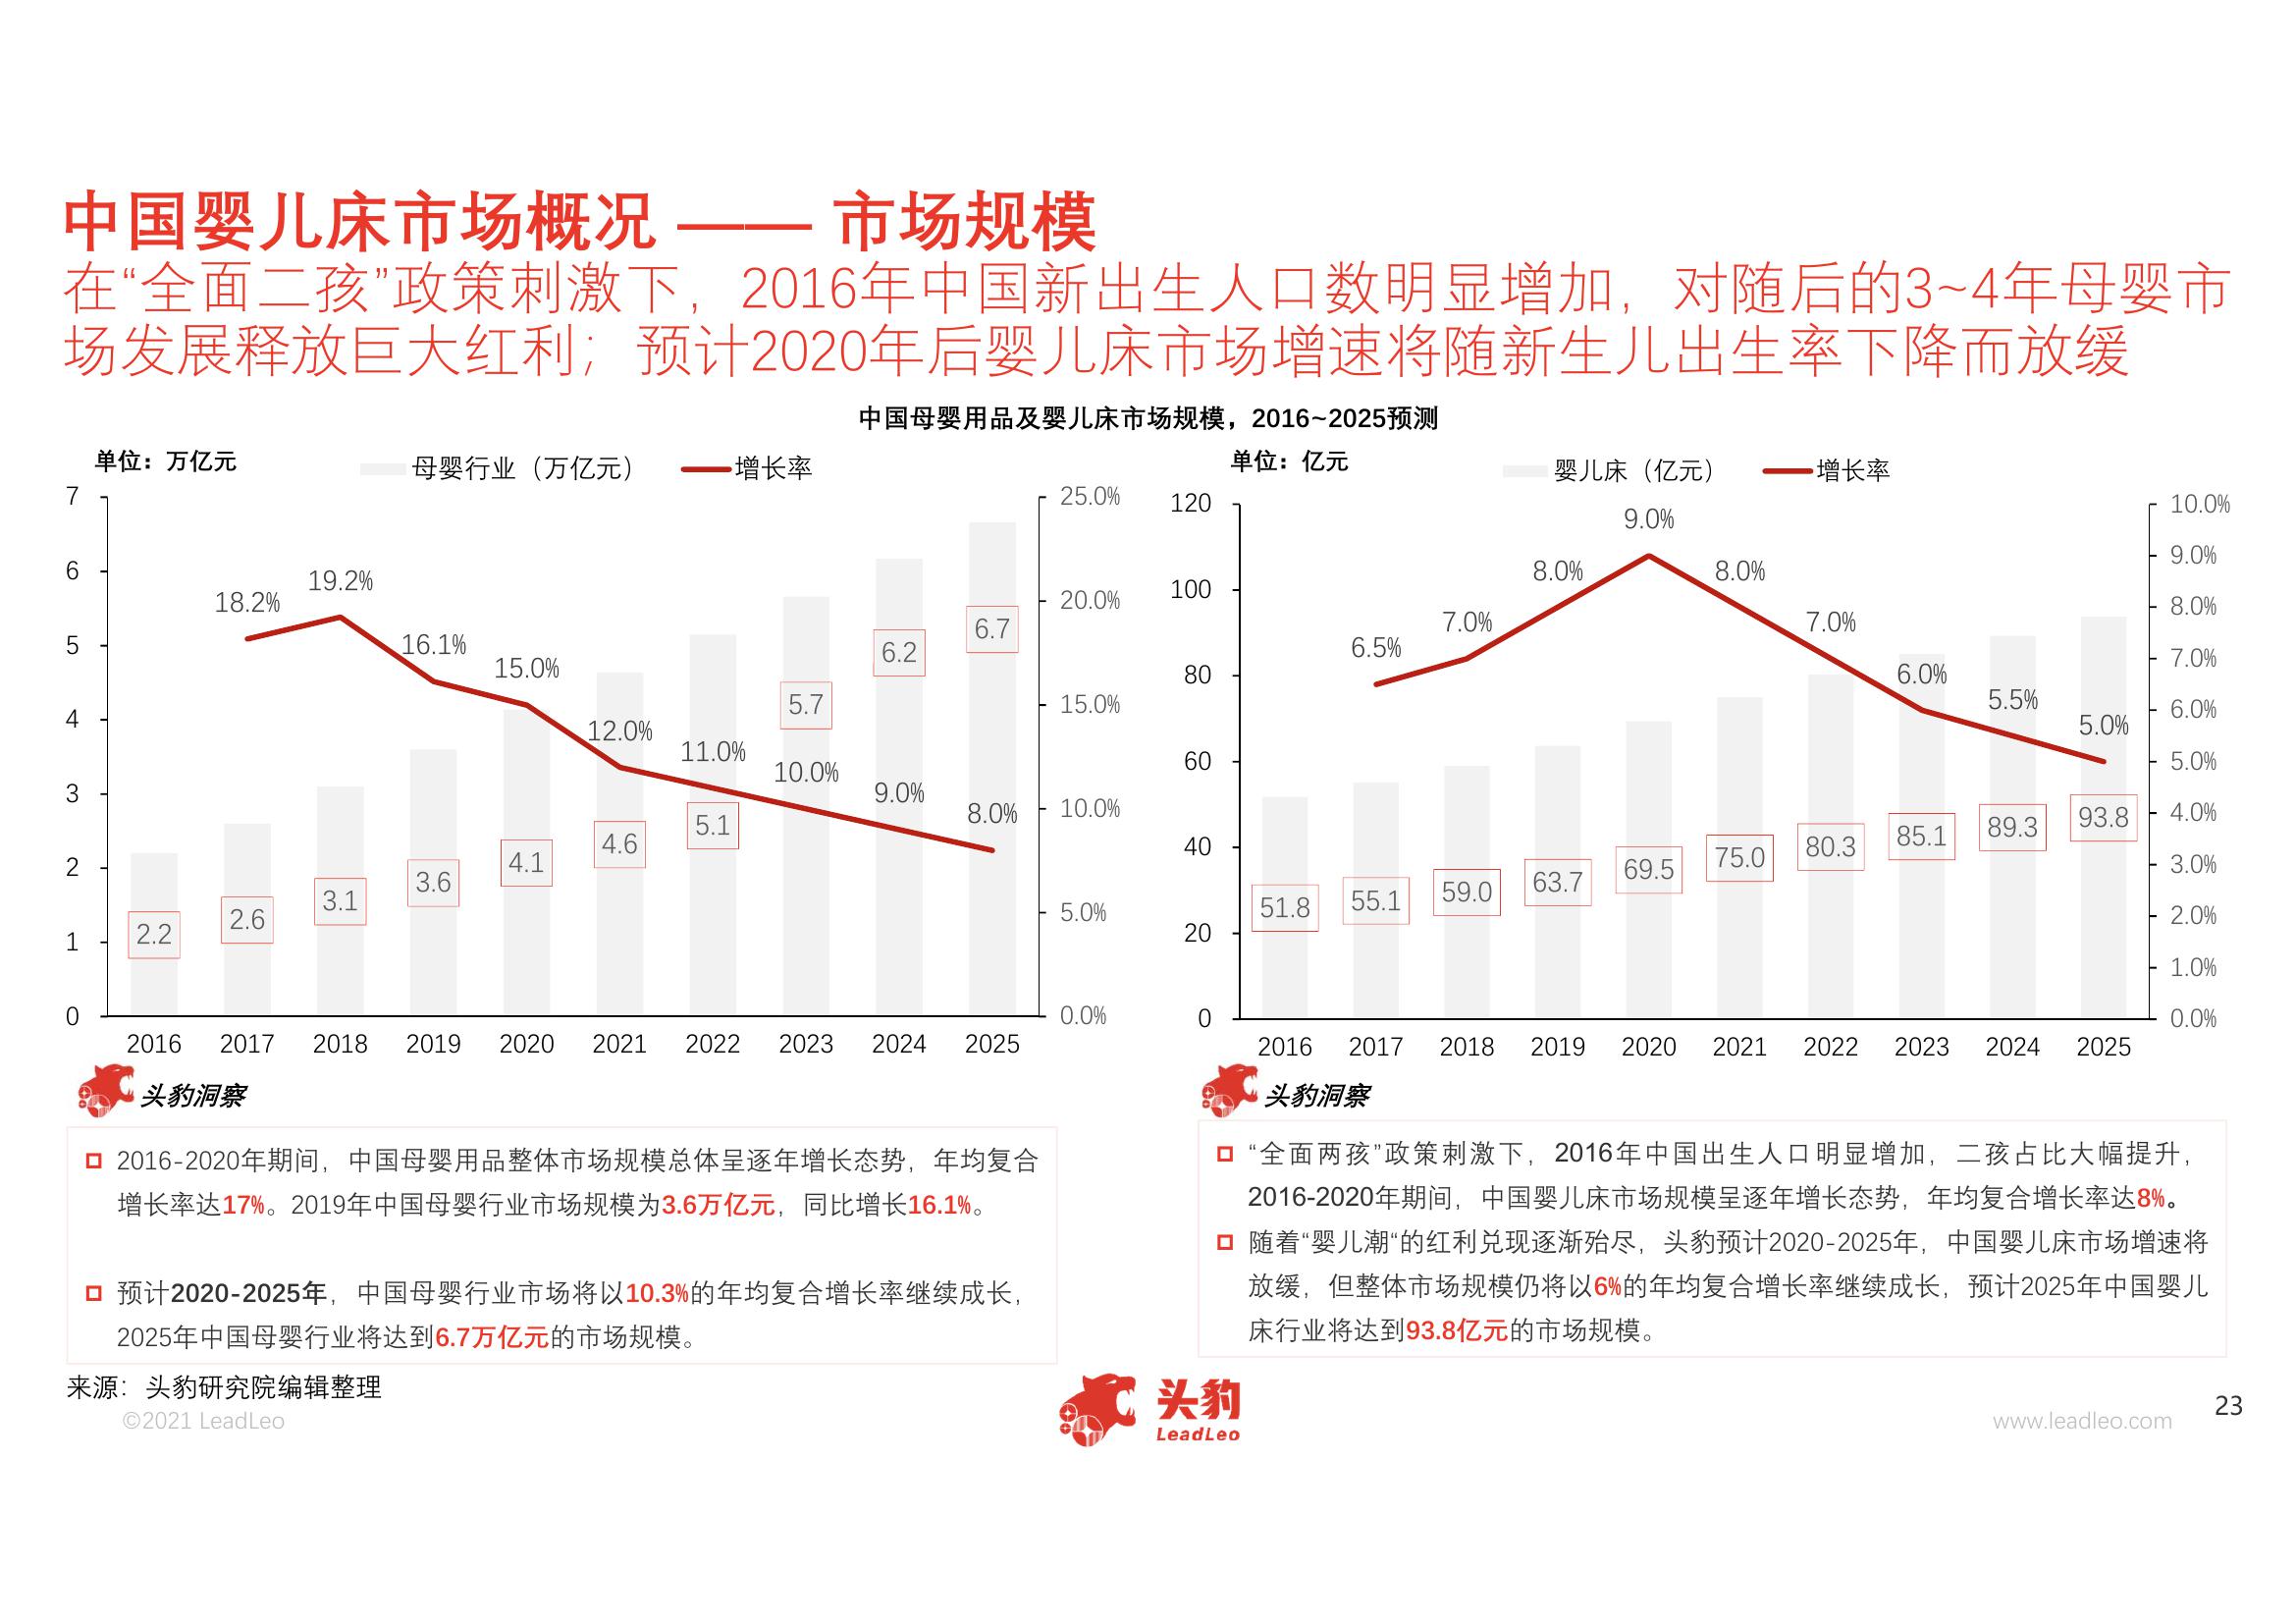 中国婴儿床市场概况 —— 市场规模
在“全面二孩”政策刺激下，2016年中国新出生人口数明显增加，对随后的3~4年母婴市
场发展释放巨大红利；预计2020年后婴儿床市场增速将随新生儿出生率下降而放缓
中国母婴用品及婴儿床市场规模，2016~2025预测
单位：万亿元
母婴行业（万亿元） 增长率
7
6
5
4
3
2
1
0
25.0%
20.0%
15.0%
10.0%
5.0%
0.0%
18.2% 19.2% 16.1% 15.0% 12.0% 11.0% 10.0% 9.0% 8.0%
2.2 2.6 3.1 3.6 4.1 4.6 5.1 5.7 6.2 6.7
2016 2017 2018 2019 2020 2021 2022 2023 2024 2025
单位：亿元
婴儿床（亿元） 增长率
120
100
80
60
40
20
0
10.0%
9.0%
8.0%
7.0%
6.0%
5.0%
4.0%
3.0%
2.0%
1.0%
0.0%
6.5% 7.0% 8.0% 9.0% 8.0% 7.0% 6.0% 5.5% 5.0%
51.8 55.1 59.0 63.7 69.5 75.0 80.3 85.1 89.3 93.8
2016 2017 2018 2019 2020 2021 2022 2023 2024 2025
头豹洞察
2016-2020年期间，中国母婴用品整体市场规模总体呈逐年增长态势，年均复合
增长率达17%。2019年中国母婴行业市场规模为3.6万亿元，同比增长16.1%。
预计2020-2025年，中国母婴行业市场将以10.3%的年均复合增长率继续成长，
2025年中国母婴行业将达到6.7万亿元的市场规模。
头豹洞察
“全面两孩”政策刺激下，2016年中国出生人口明显增加，二孩占比大幅提升，
2016-2020年期间，中国婴儿床市场规模呈逐年增长态势，年均复合增长率达8%。
随着“婴儿潮“的红利兑现逐渐殆尽，头豹预计2020-2025年，中国婴儿床市场增速将
放缓，但整体市场规模仍将以6%的年均复合增长率继续成长，预计2025年中国婴儿
床行业将达到93.8亿元的市场规模。
来源：头豹研究院编辑整理
©2021 LeadLeo
头豹
LeadLeo
www.leadleo.com
23